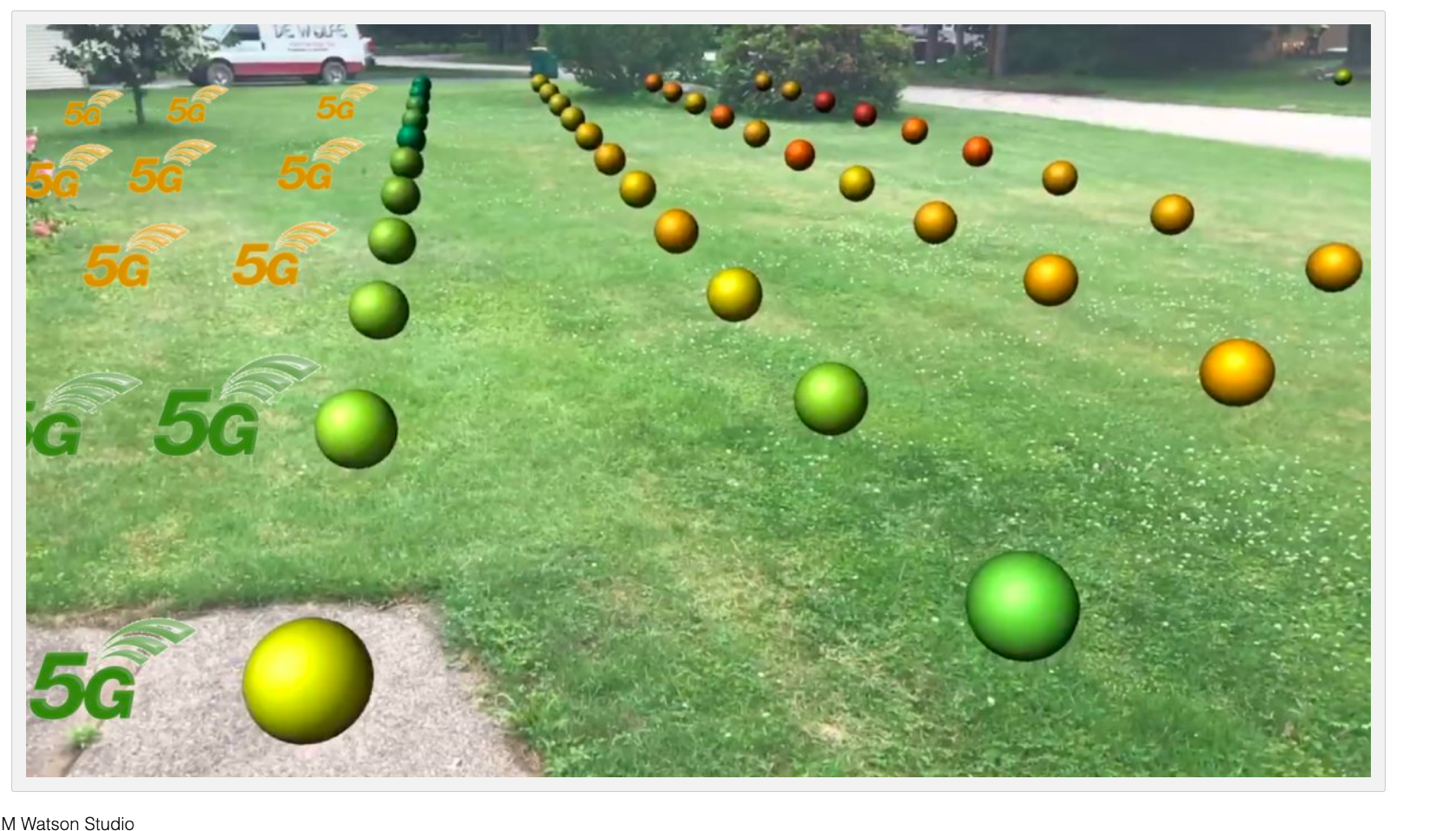 DE WOLFE
5G 5G 5G
5G 5G 5G
5G 5G
5G 5G
5G
M Watson Studio